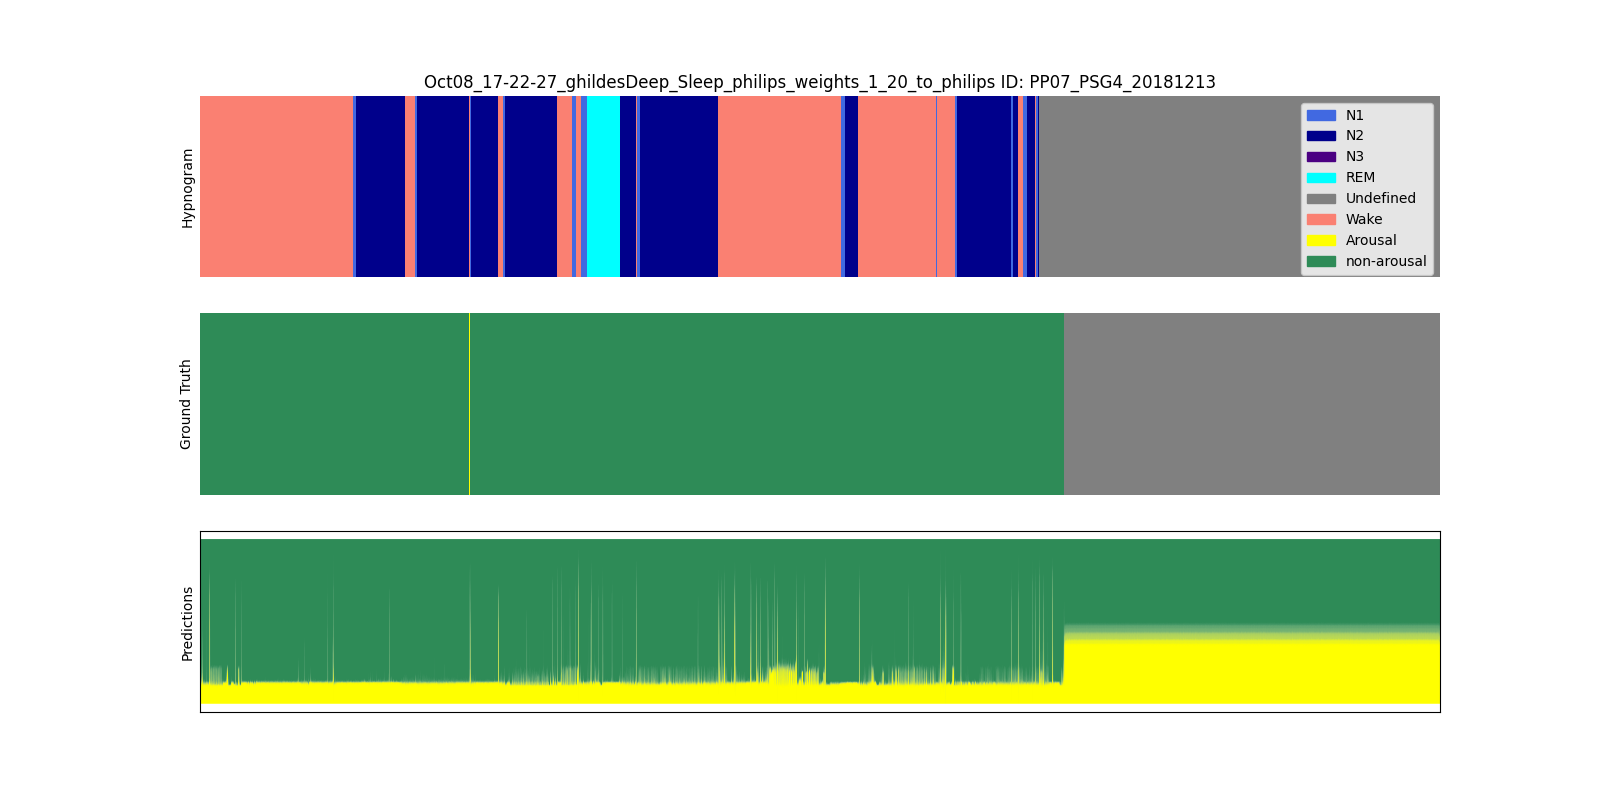 Oct08_17-22-27_ghildesDeep_Sleep_philips_weights_1_20_to_philips ID: PP07_PSG4_20181213
Hypnogram
N1
N2
N3
REM
Undefined
Wake
Arousal
non-arousal
Ground Truth
Predictions